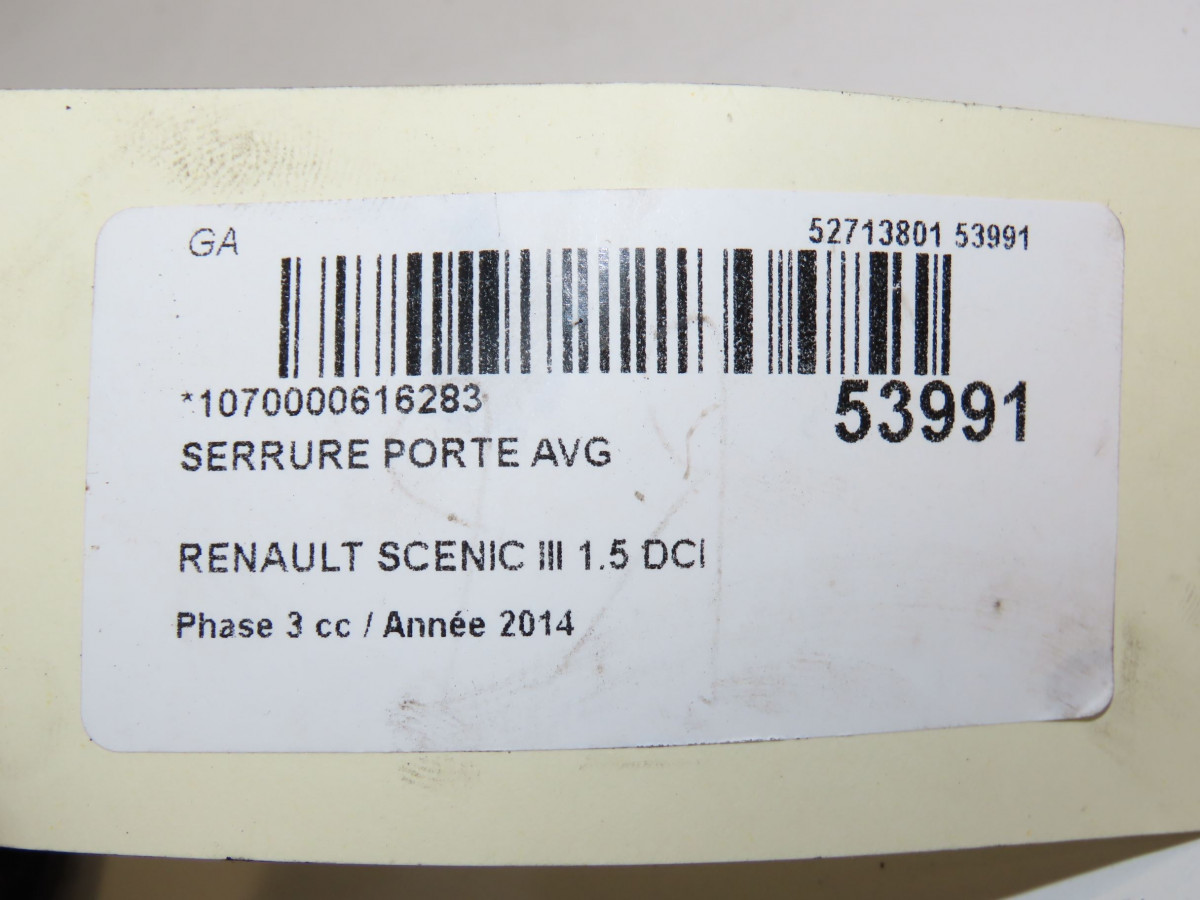 GA
52713801 53991
*1070000616283
53991
SERRURE PORTE AVG
RENAULT SCENIC III 1.5 DCI
Phase 3 cc / Année 2014